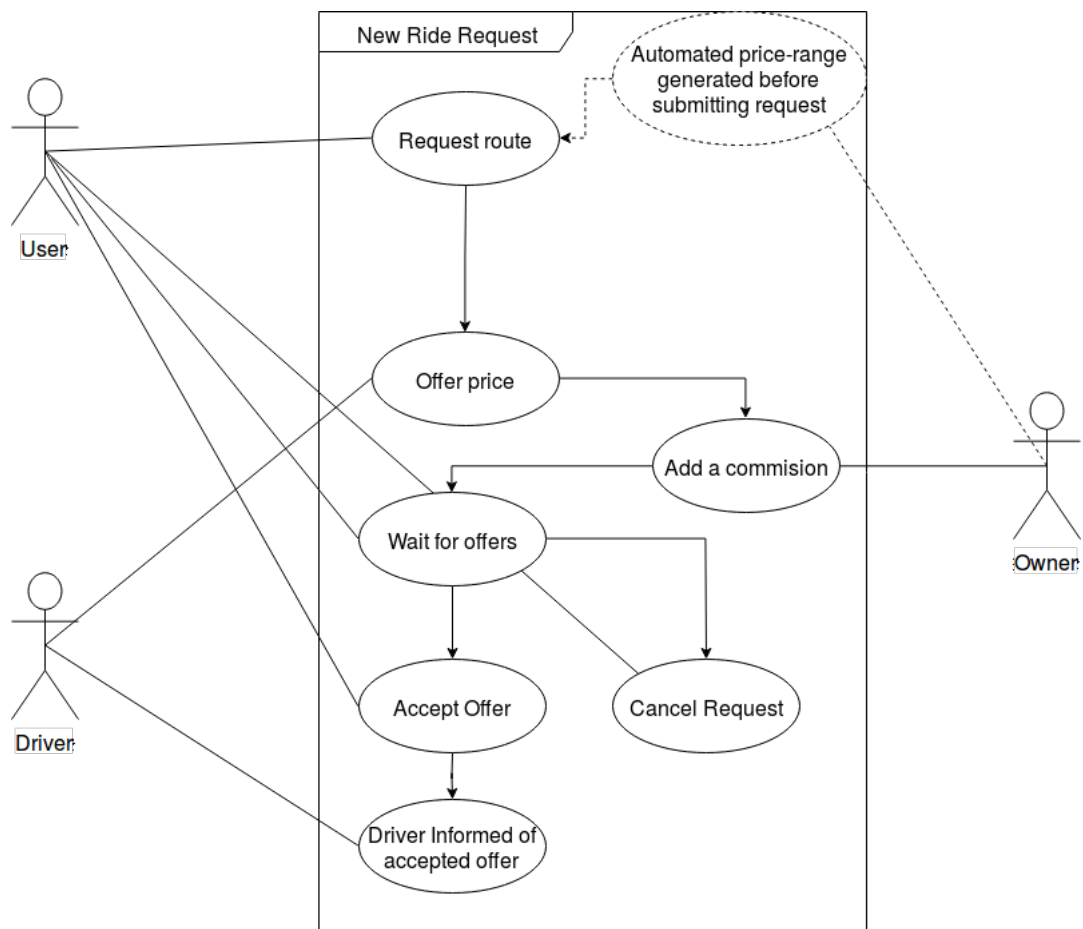 New Ride Request
Automated price-range
generated before
submitting request
Request route
User
Offer price
Add a commision
Wait for offers
Owner
Accept Offer
Cancel Request
Driver
Driver Informed of
accepted offer